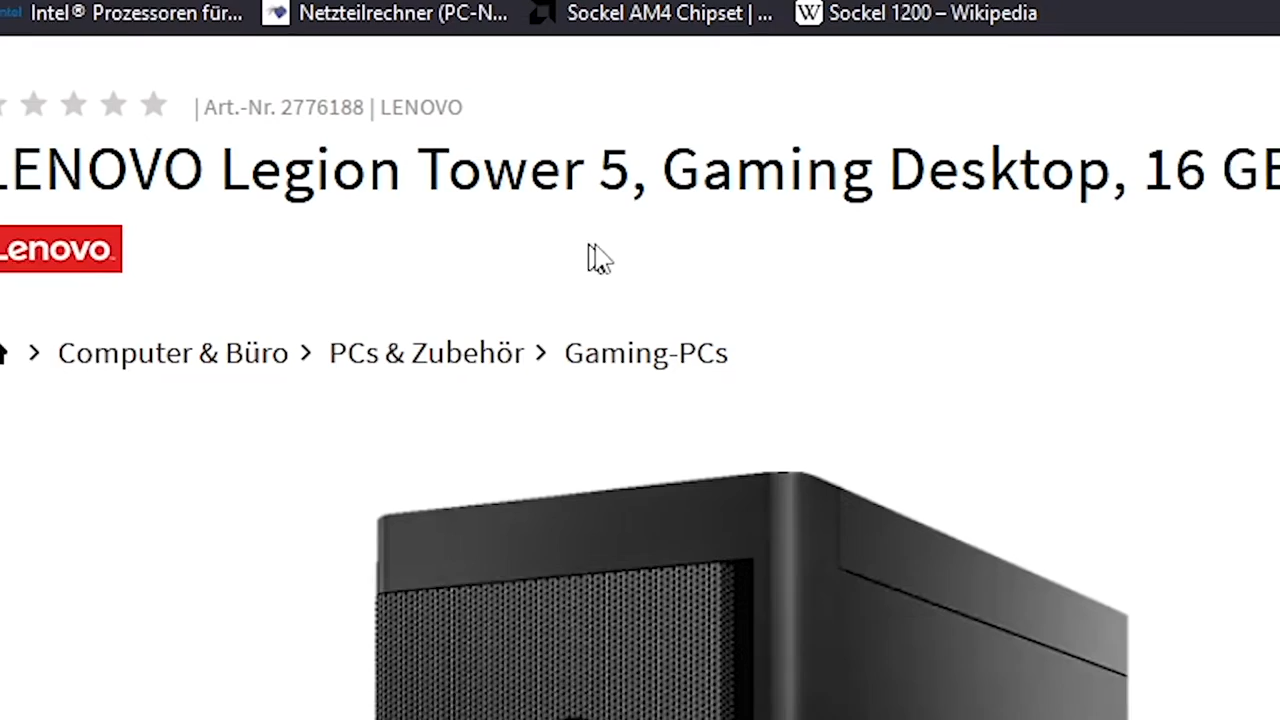 Intel® Prozessoren für... Netzteilrechner (PC-N... Sockel AM4 Chipset | ... Sockel 1200 – Wikipedia
| Art.-Nr. 2776188 | LENOVO
LENOVO Legion Tower 5, Gaming Desktop, 16 GB
Lenovo
Computer & Büro > PCs & Zubehör > Gaming-PCs